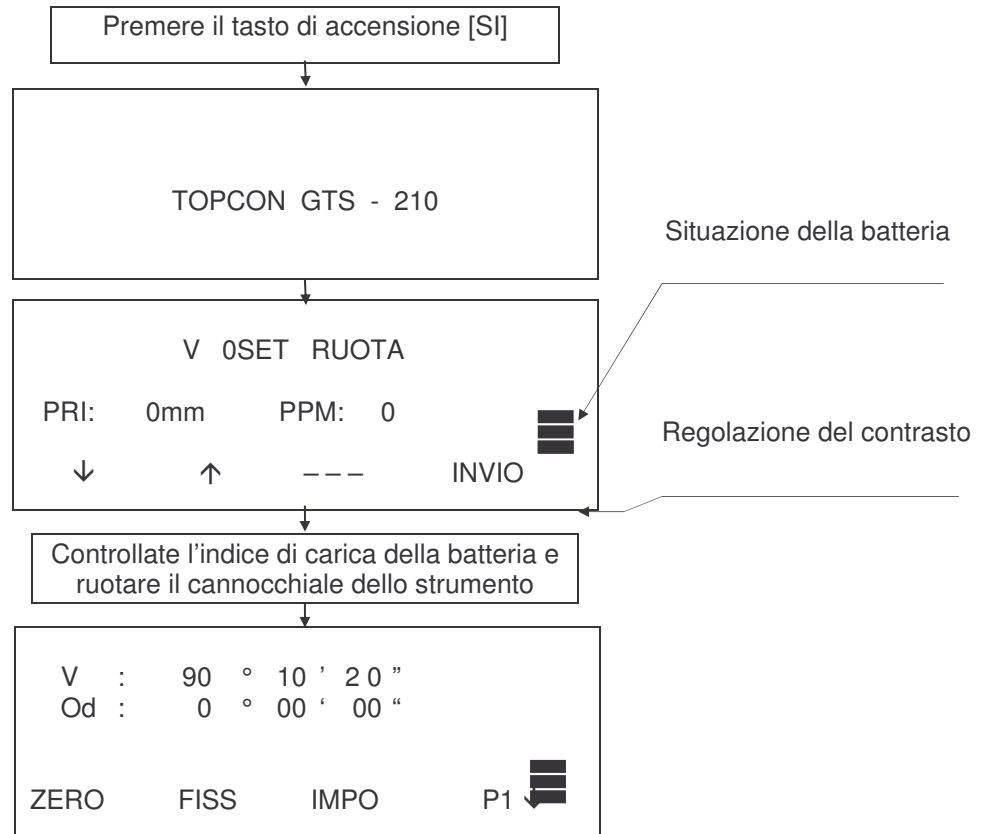 Premere il tasto di accensione [SI]
TOPCON GTS - 210
Situazione della batteria
V 0SET RUOTA
PRI: 0mm PPM: 0
Regolazione del contrasto
↓ ↑ – – – INVIO
Controllate l'indice di carica della batteria e
ruotare il cannocchiale dello strumento
V : 90 ° 10 ’ 2 0 ”
Od : 0 ° 00 ‘ 00 “
ZERO FISS IMPO P1 ↓